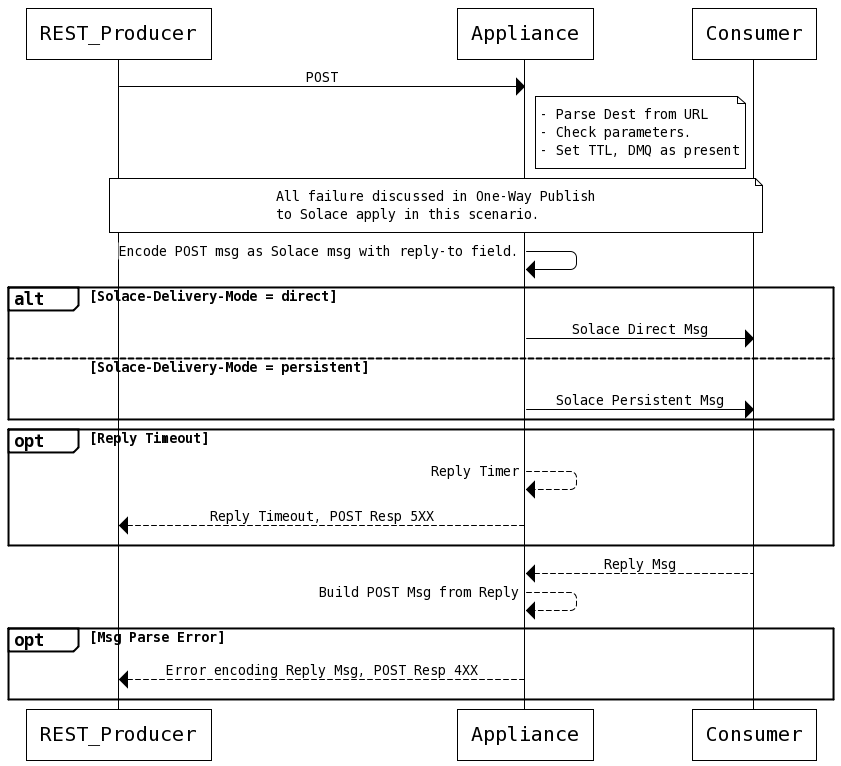 REST_Producer
Appliance
Consumer
POST
- Parse Dest from URL
- Check parameters.
- Set TTL, DMQ as present
All failure discussed in One-Way Publish
to Solace apply in this scenario.
Encode POST msg as Solace msg with reply-to field.
alt
[Solace-Delivery-Mode = direct]
Solace Direct Msg
[Solace-Delivery-Mode = persistent]
Solace Persistent Msg
opt
[Reply Timeout]
Reply Timer
Reply Timeout, POST Resp 5XX
Reply Msg
Build POST Msg from Reply
opt
[Msg Parse Error]
Error encoding Reply Msg, POST Resp 4XX
REST_Producer
Appliance
Consumer